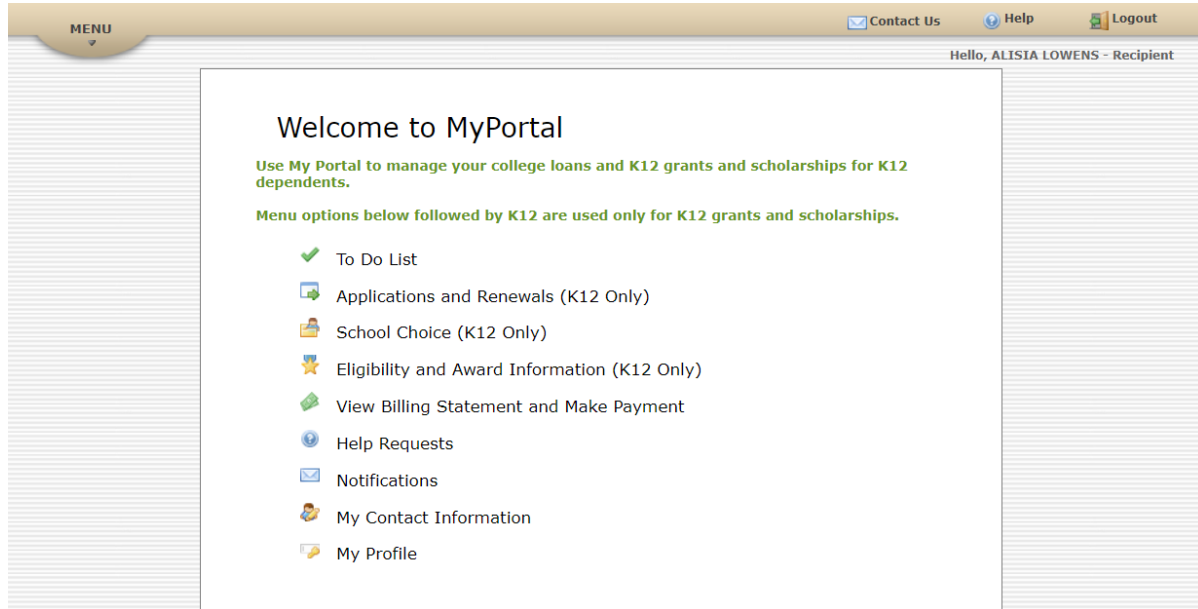 MENU
Contact Us
Help
Logout
Hello, ALISIA LOWENS - Recipient
Welcome to MyPortal
Use My Portal to manage your college loans and K12 grants and scholarships for K12
dependents.
Menu options below followed by K12 are used only for K12 grants and scholarships.
To Do List
Applications and Renewals (K12 Only)
School Choice (K12 Only)
Eligibility and Award Information (K12 Only)
View Billing Statement and Make Payment
Help Requests
Notifications
My Contact Information
My Profile